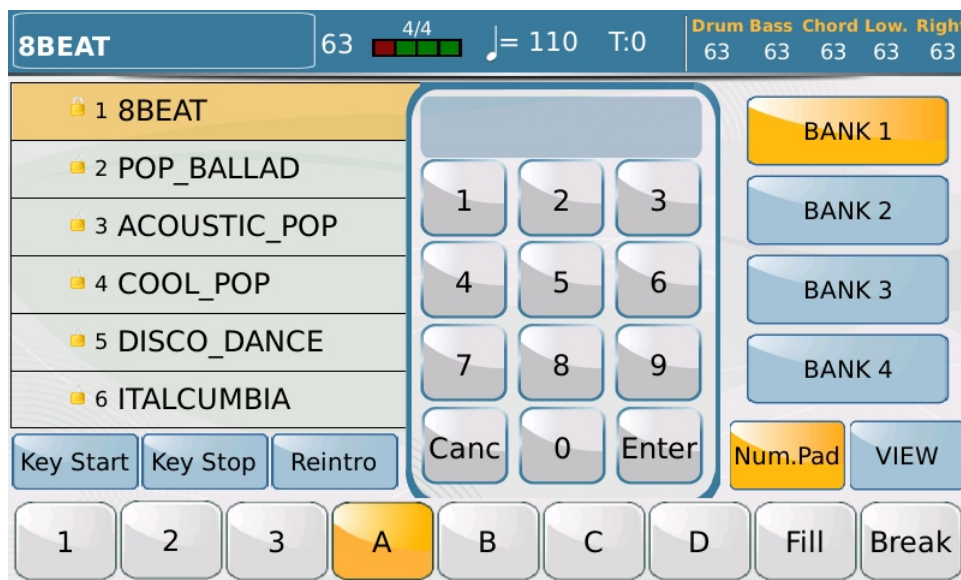 8BEAT 63 4/4 = 110 T:0
Drum Bass Chord Low. Right
63 63 63 63 63
1 8BEAT
2 POP_BALLAD
3 ACOUSTIC_POP
4 COOL_POP
5 DISCO_DANCE
6 ITALCUMBIA
1 2 3
4 5 6
7 8 9
Canc 0 Enter
BANK 1
BANK 2
BANK 3
BANK 4
Key Start Key Stop Reintro
Num.Pad VIEW
1 2 3 A B C D Fill Break